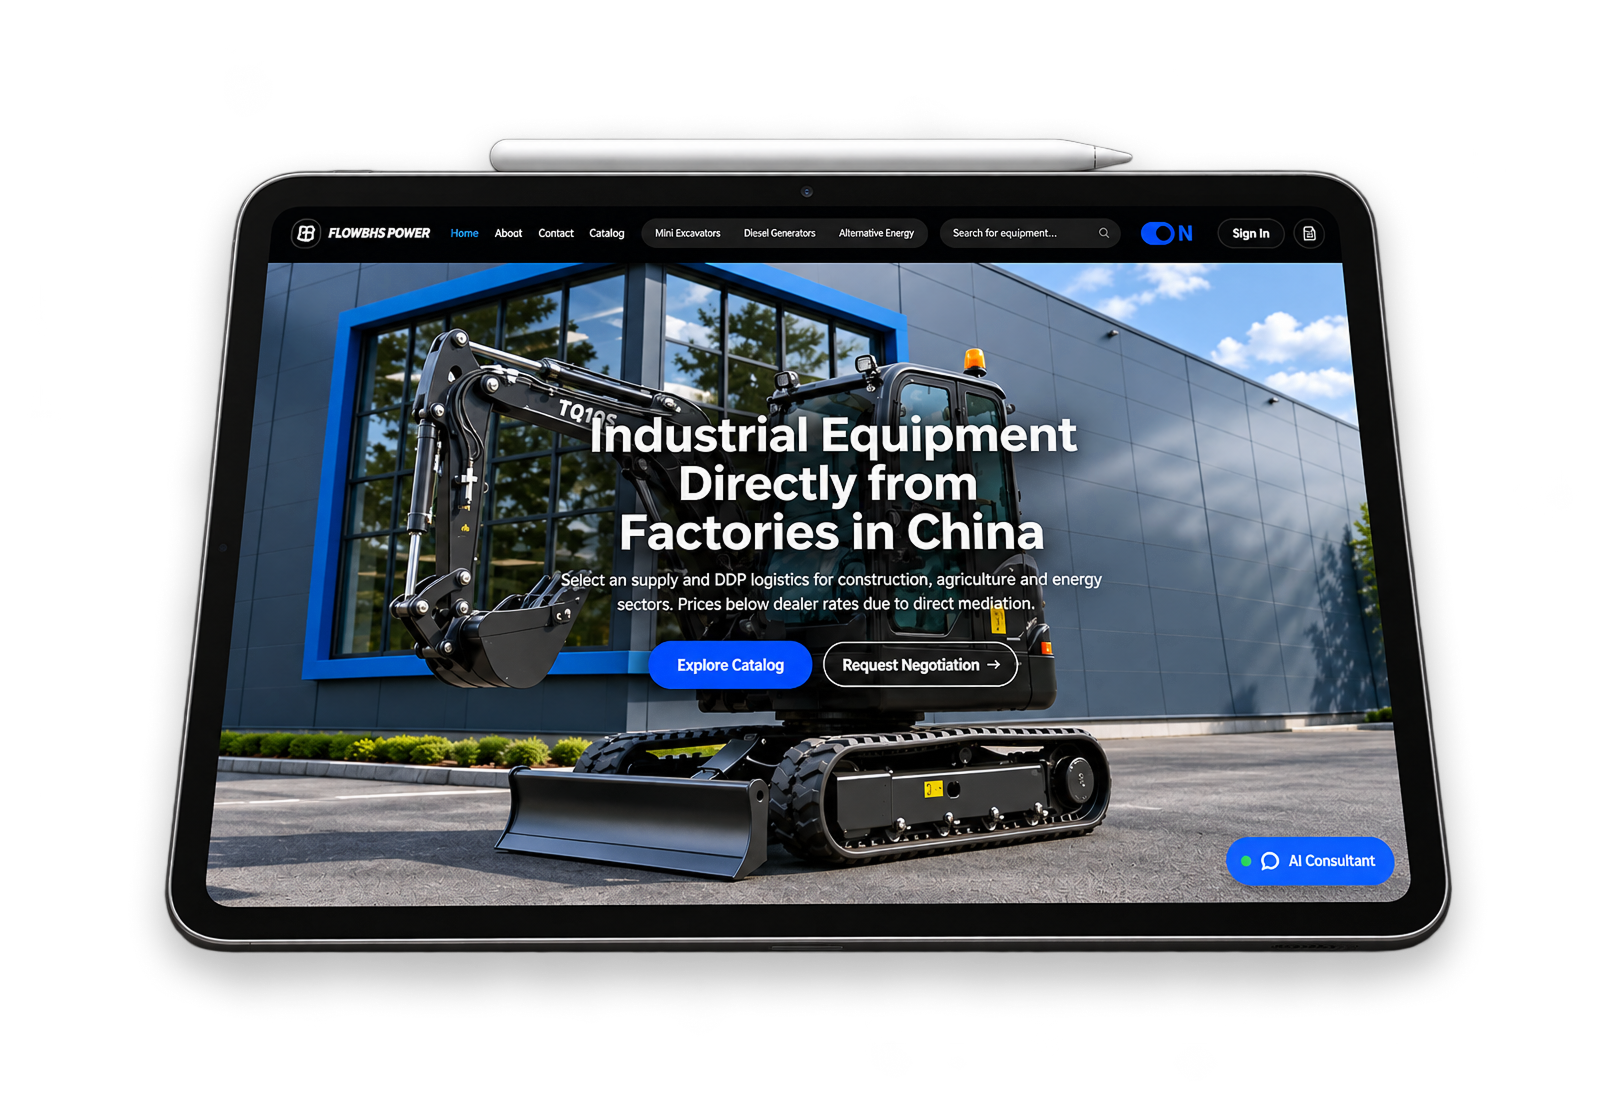 FLOWBHS POWER
Home
About
Contact
Catalog
Mini Excavators
Diesel Generators
Alternative Energy
Search for equipment...
ON
Sign In
TQ10S
Industrial Equipment
Directly from
Factories in China
Select an supply and DDP logistics for construction, agriculture and energy
sectors. Prices below dealer rates due to direct mediation.
Explore Catalog
Request Negotiation →
AI Consultant